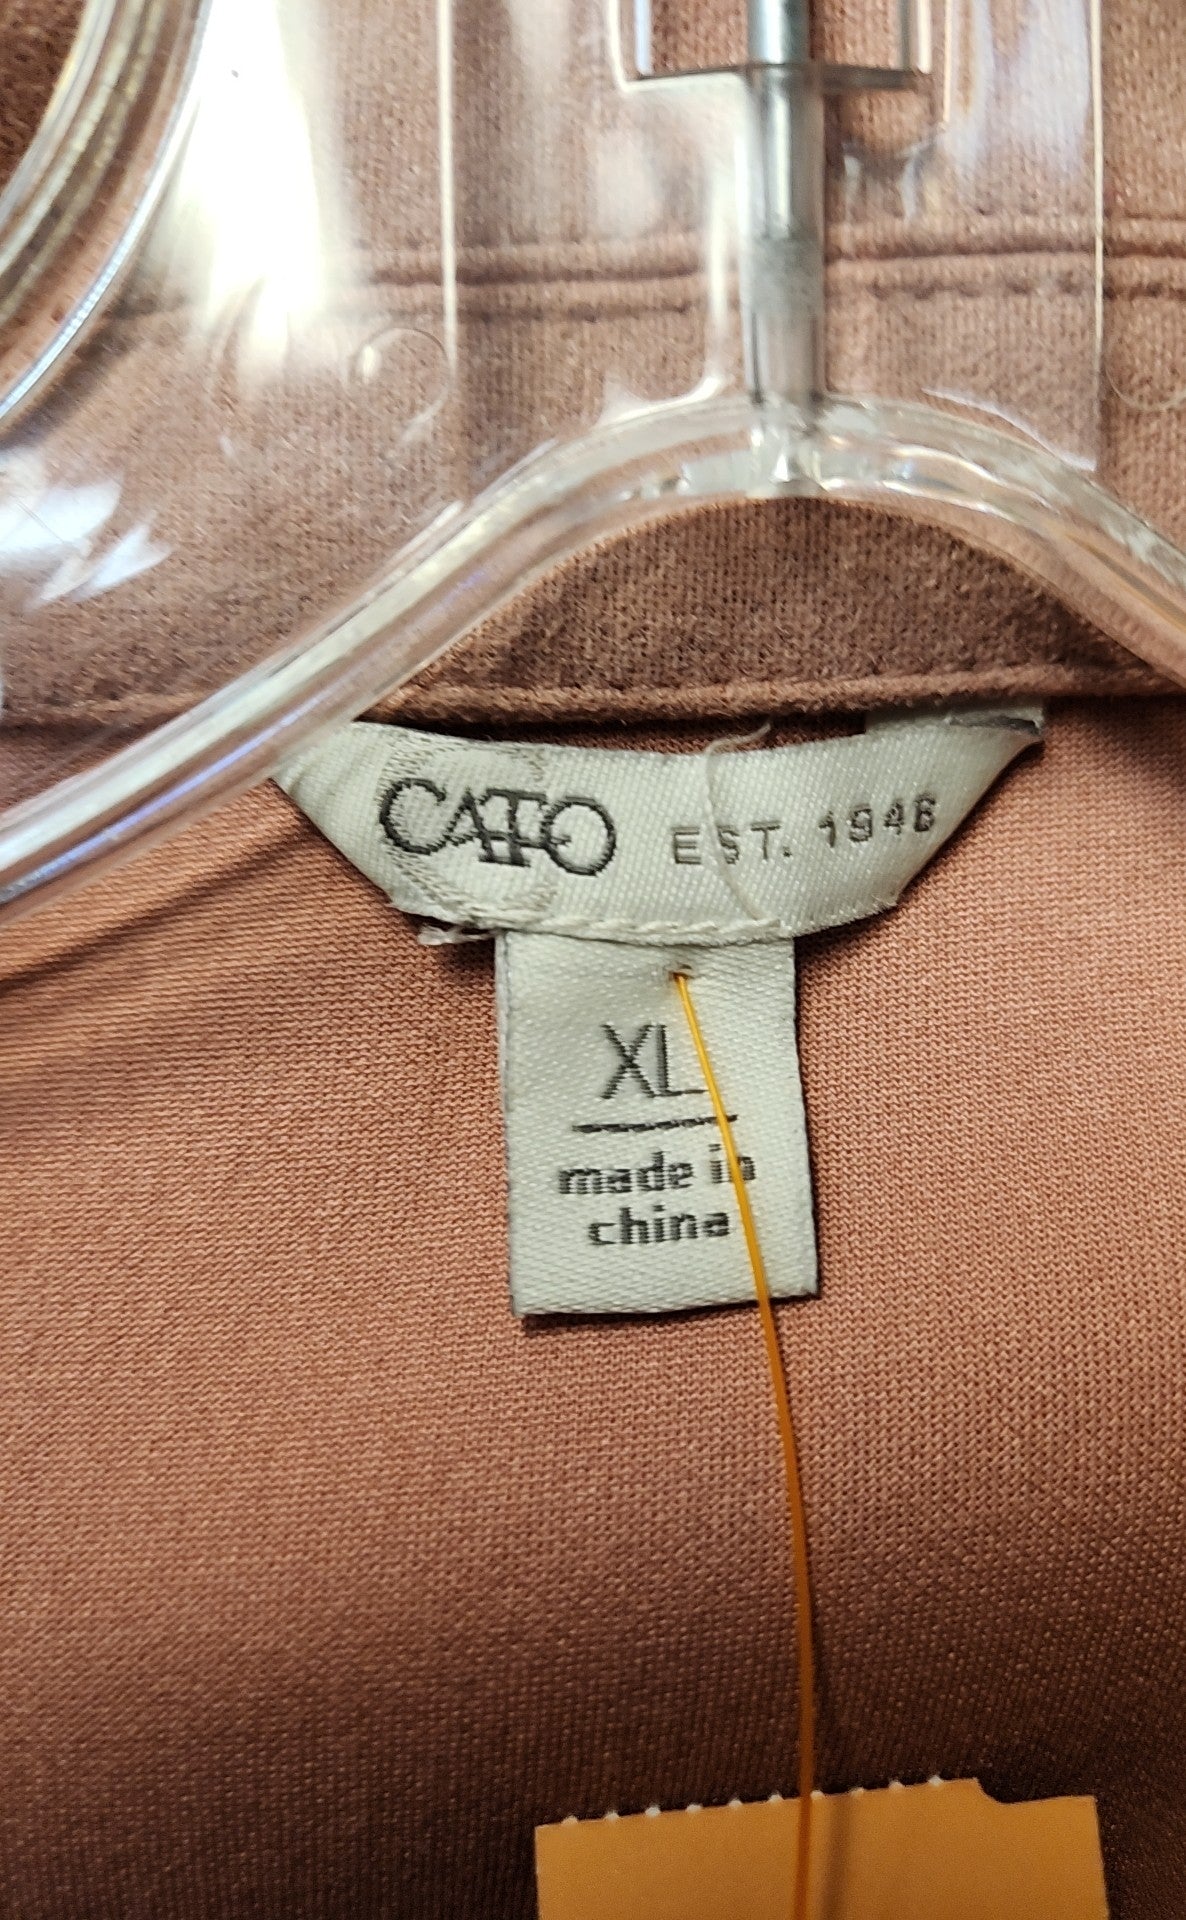 CATO EST. 1946
XL
made in
china